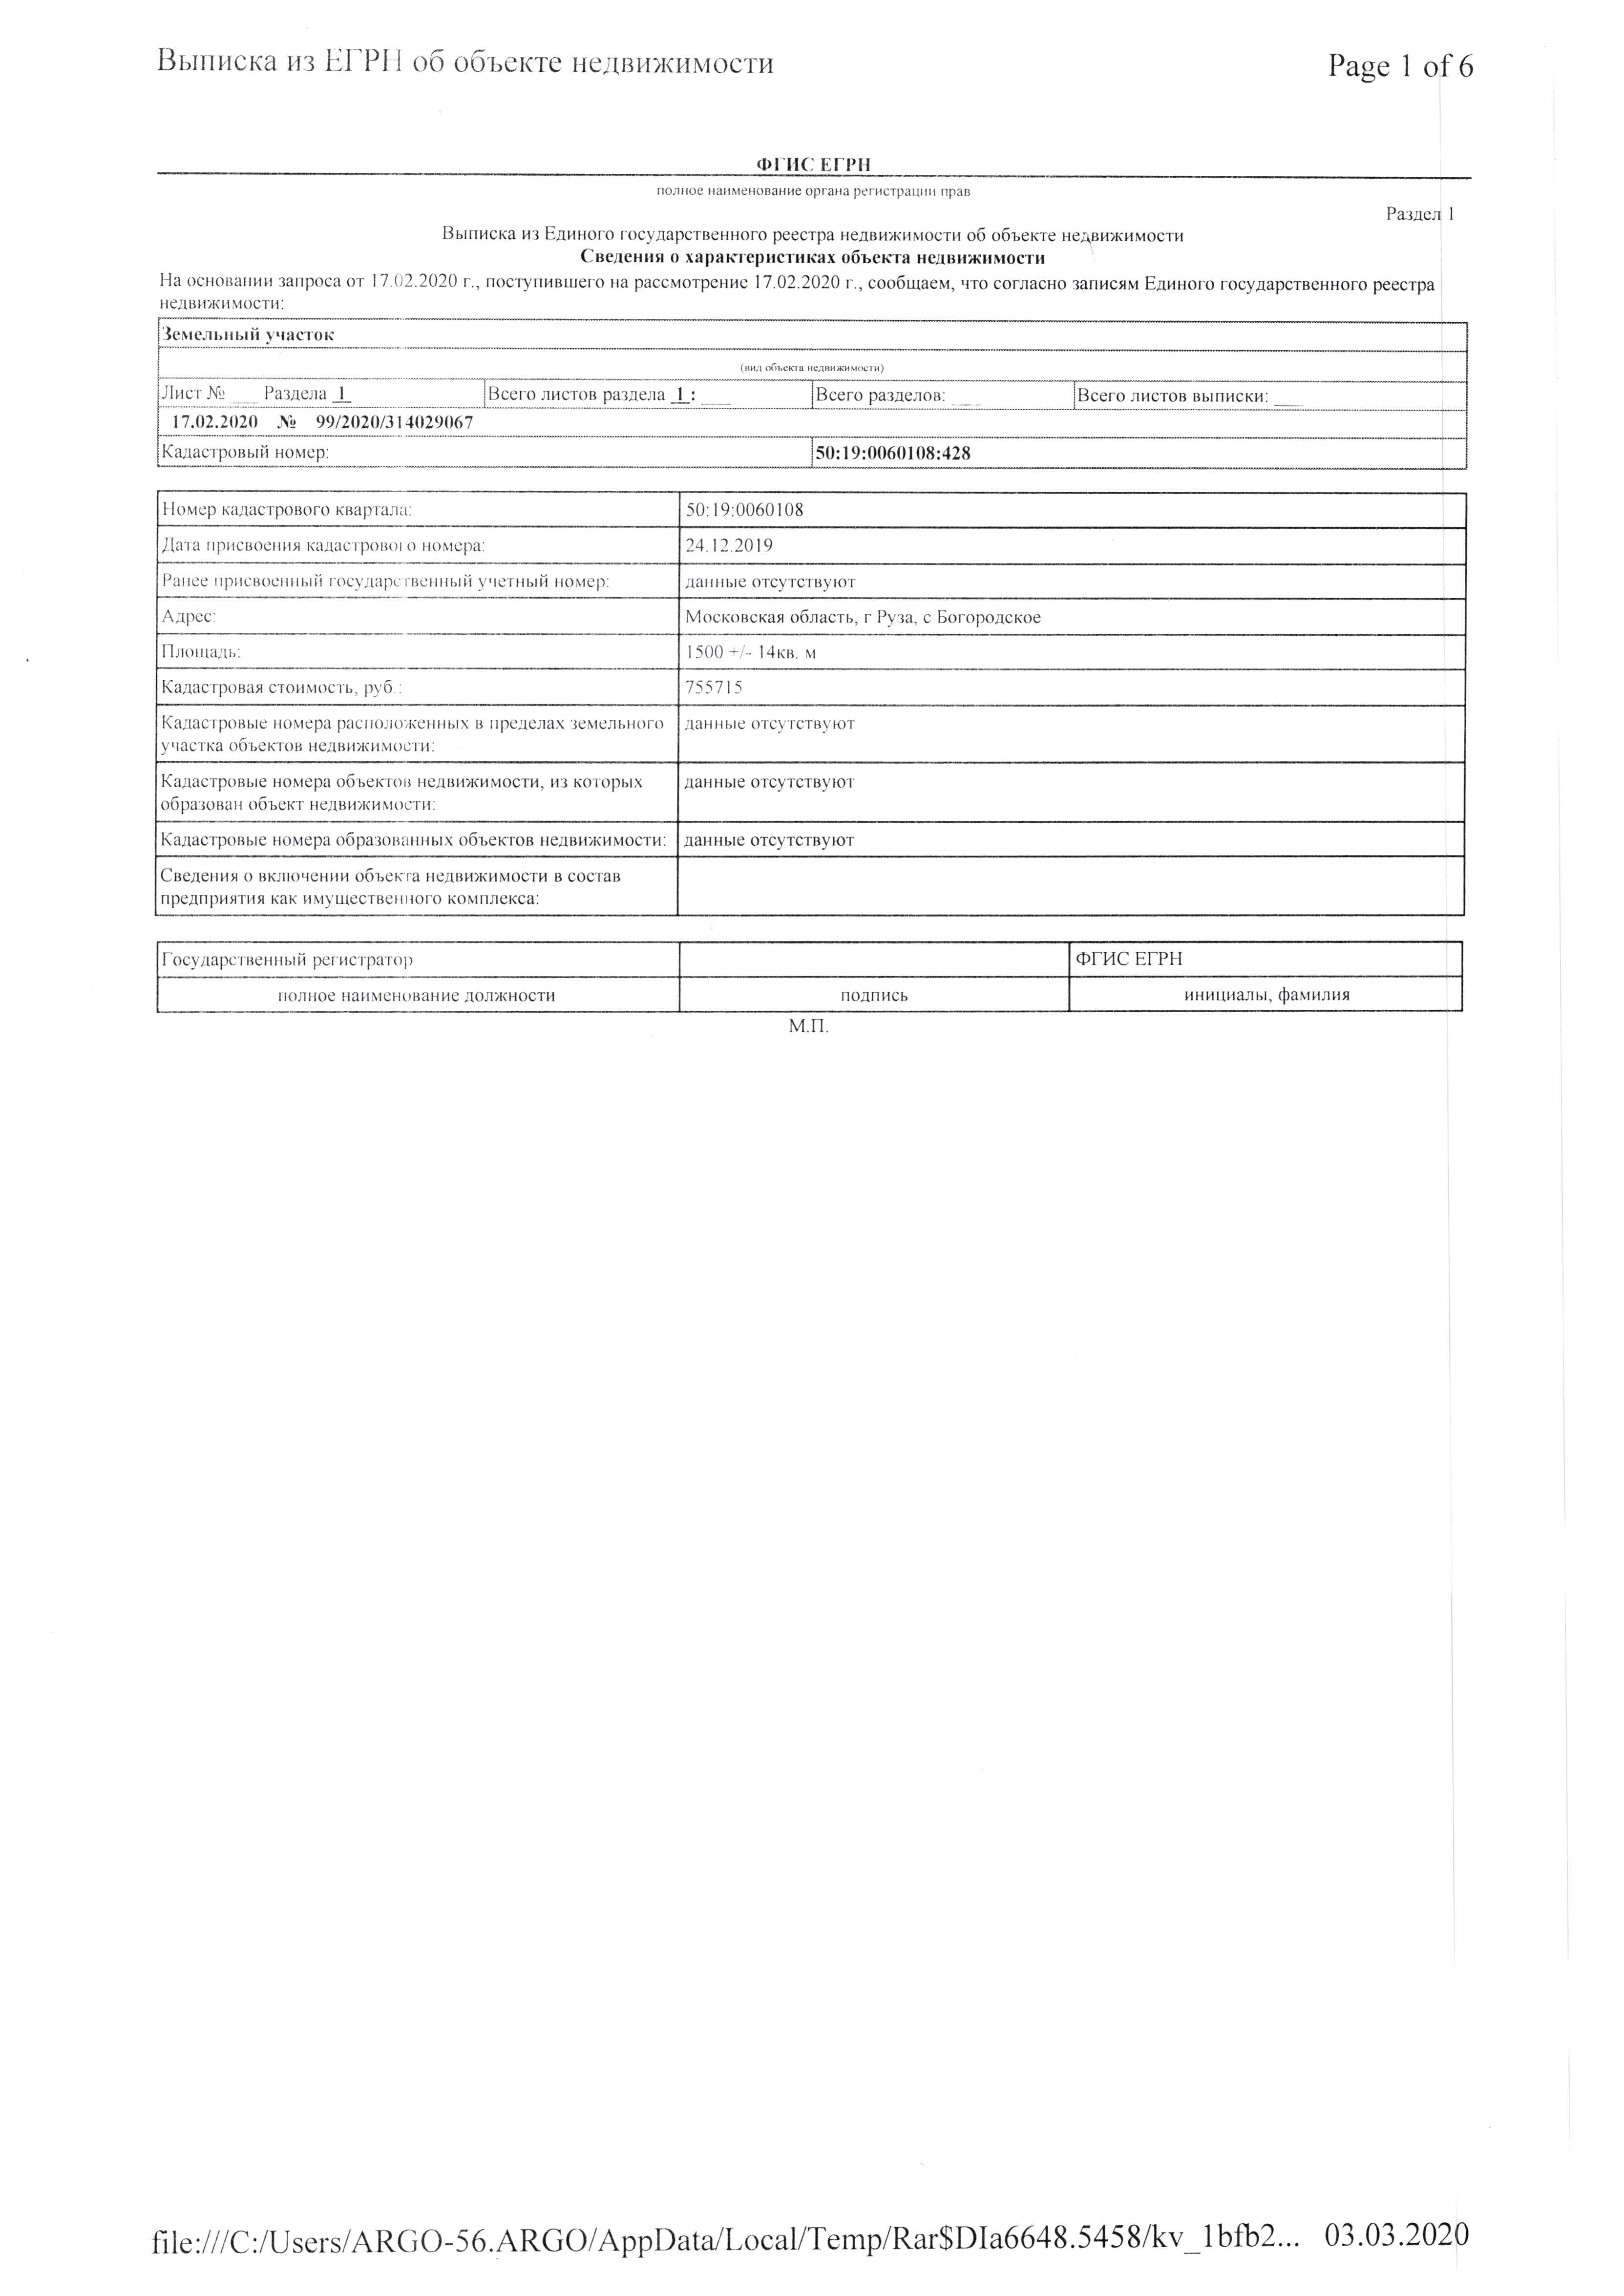 Выписка из ЕГРН об объекте недвижимости Page 1 of 6
ФГИС ЕГРН
полное наименование органа регистрации прав
Раздел 1
Выписка из Единого государственного реестра недвижимости об объекте недвижимости
Сведения о характеристиках объекта недвижимости
На основании запроса от 17.02.2020 г., поступившего на рассмотрение 17.02.2020 г., сообщаем, что согласно записям Единого государственного реестра
недвижимости:
Земельный участок
(вид объекта недвижимости)
Лист № ___ Раздела 1 Всего листов раздела 1 : ___ Всего разделов: ___ Всего листов выписки: ___
17.02.2020 № 99/2020/314029067
Кадастровый номер: 50:19:0060108:428
Номер кадастрового квартала: 50:19:0060108
Дата присвоения кадастрового номера: 24.12.2019
Ранее присвоенный государственный учетный номер: данные отсутствуют
Адрес: Московская область, г Руза, с Богородское
Площадь: 1500 +/- 14кв. м
Кадастровая стоимость, руб.: 755715
Кадастровые номера расположенных в пределах земельного данные отсутствуют
участка объектов недвижимости:
Кадастровые номера объектов недвижимости, из которых данные отсутствуют
образован объект недвижимости:
Кадастровые номера образованных объектов недвижимости: данные отсутствуют
Сведения о включении объекта недвижимости в состав
предприятия как имущественного комплекса:
Государственный регистратор ФГИС ЕГРН
полное наименование должности подпись инициалы, фамилия
М.П.
file:///C:/Users/ARGO-56.ARGO/AppData/Local/Temp/Rar$DIa6648.5458/kv_1bfb2... 03.03.2020